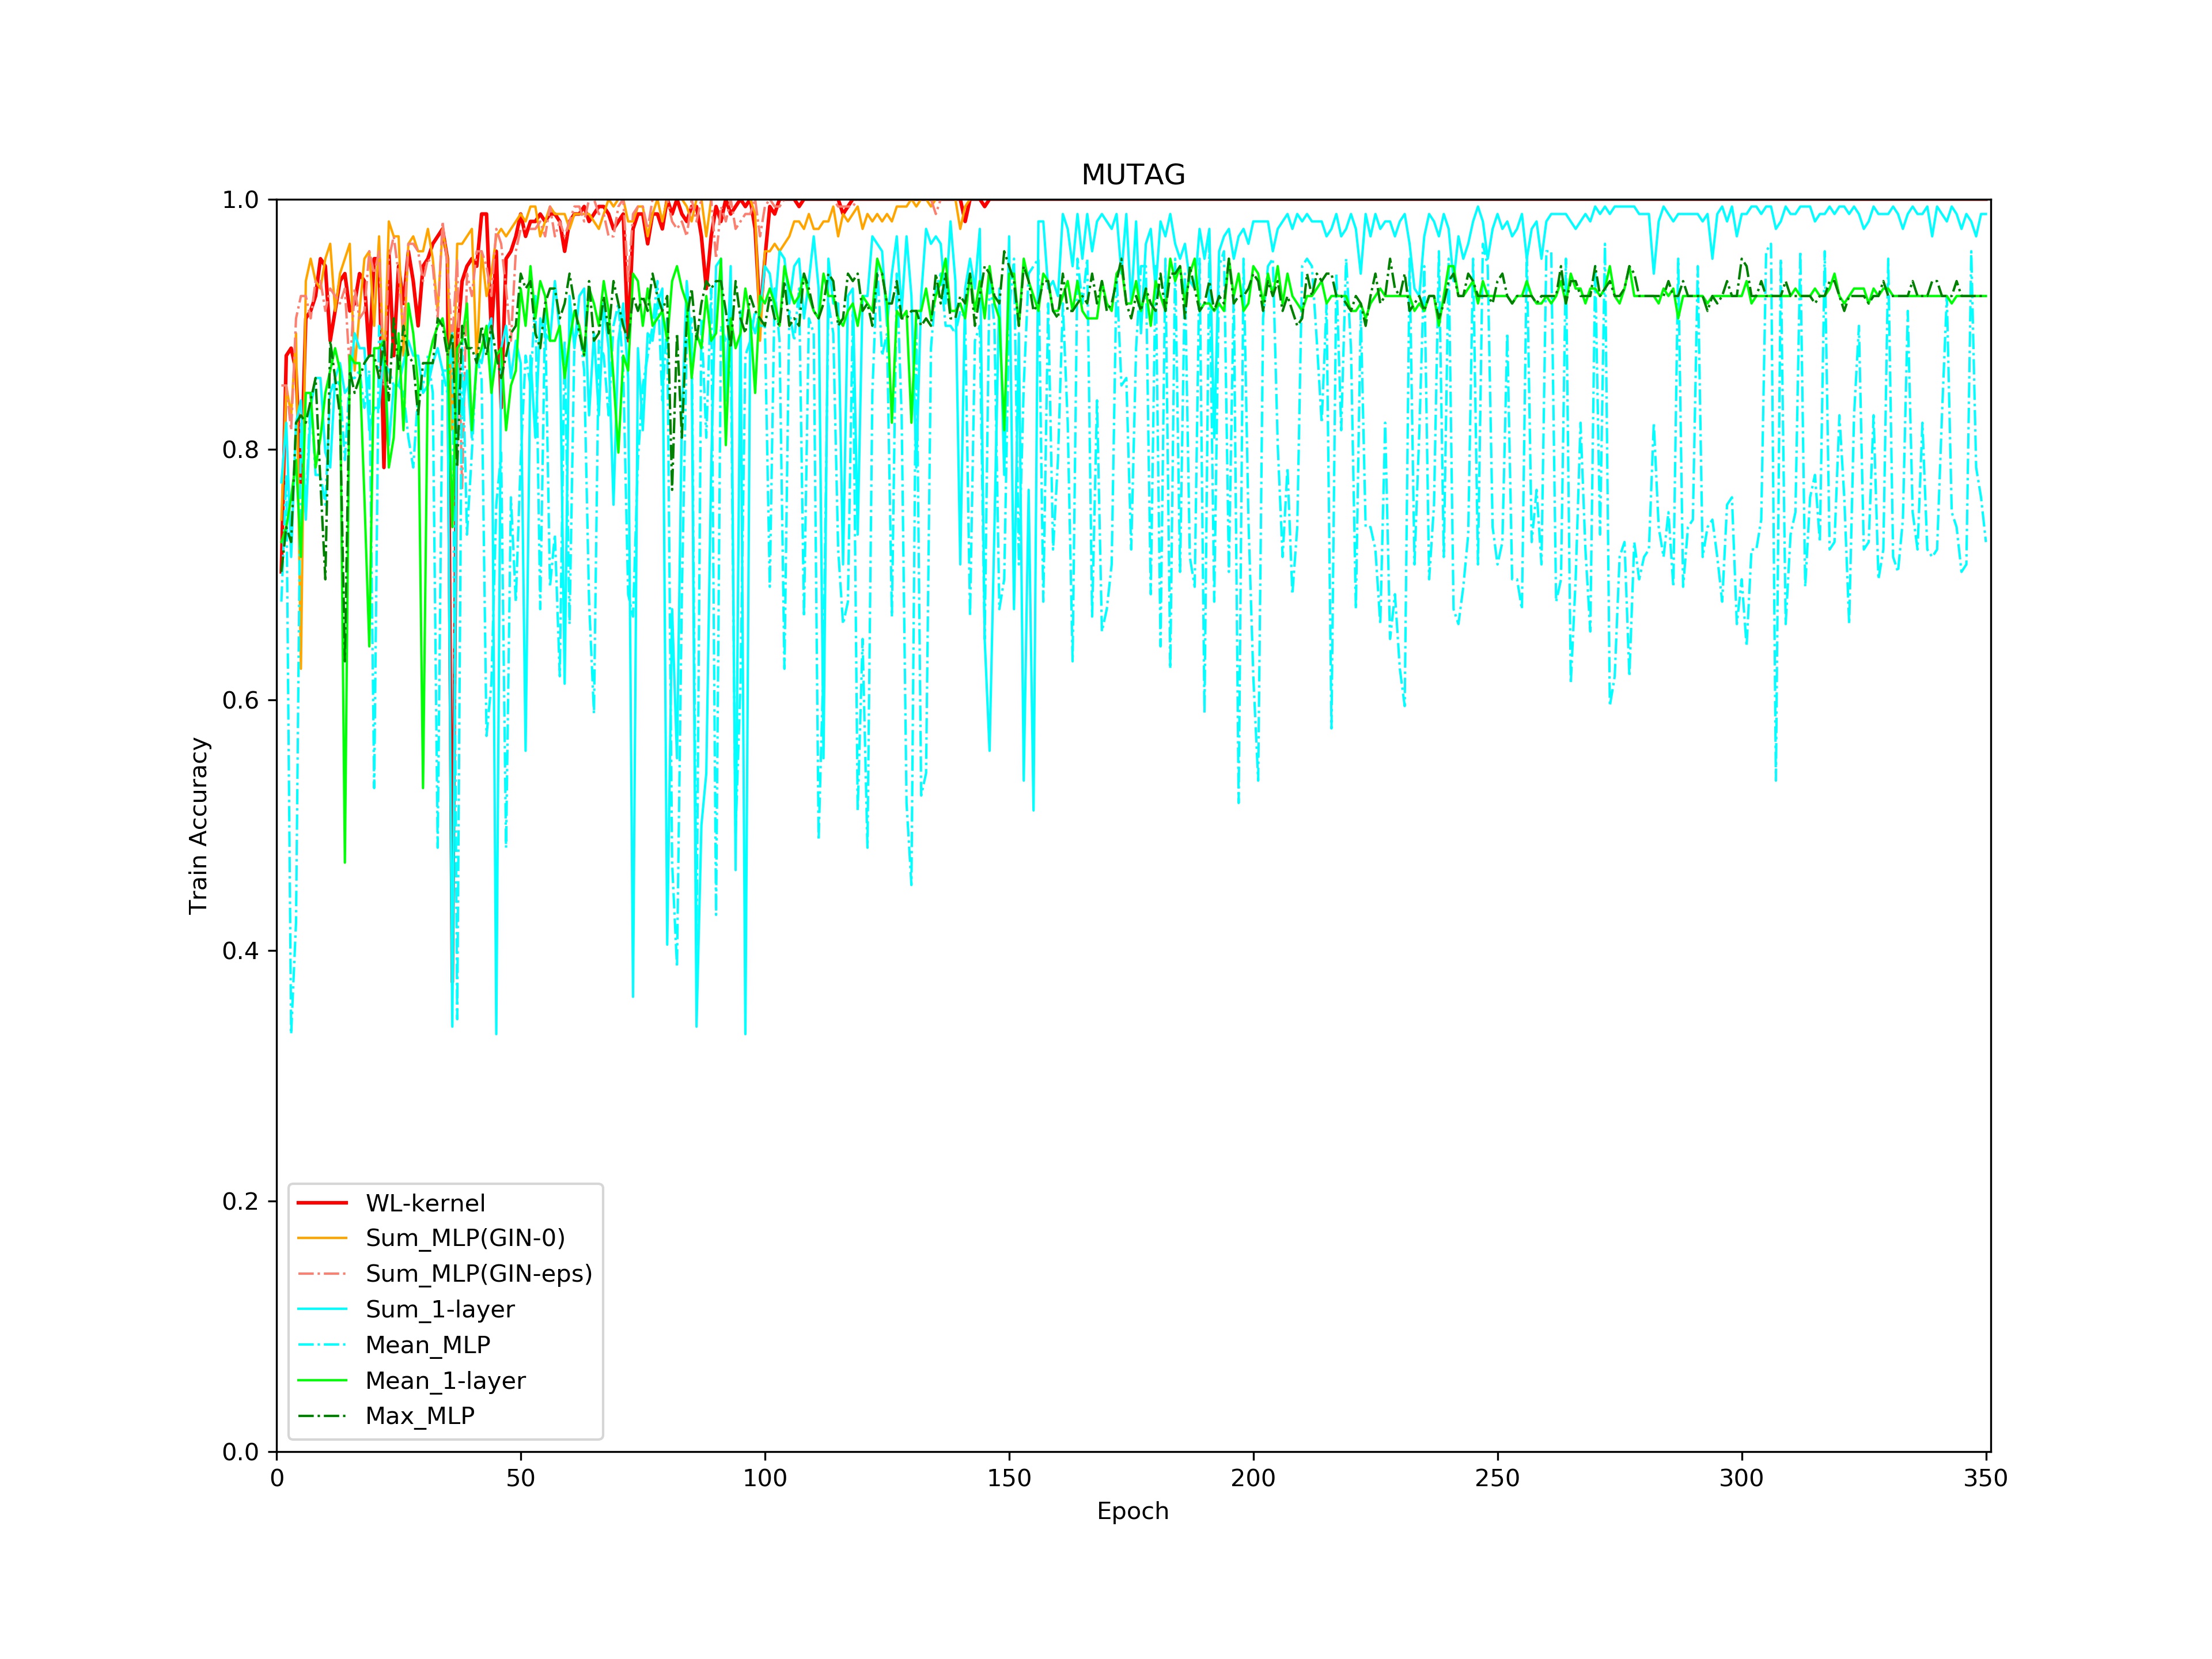 MUTAG
1.0
0.8
0.6
0.4
0.2
0.0
Train Accuracy
WL-kernel
Sum_MLP(GIN-0)
Sum_MLP(GIN-eps)
Sum_1-layer
Mean_MLP
Mean_1-layer
Max_MLP
0 50 100 150 200 250 300 350
Epoch